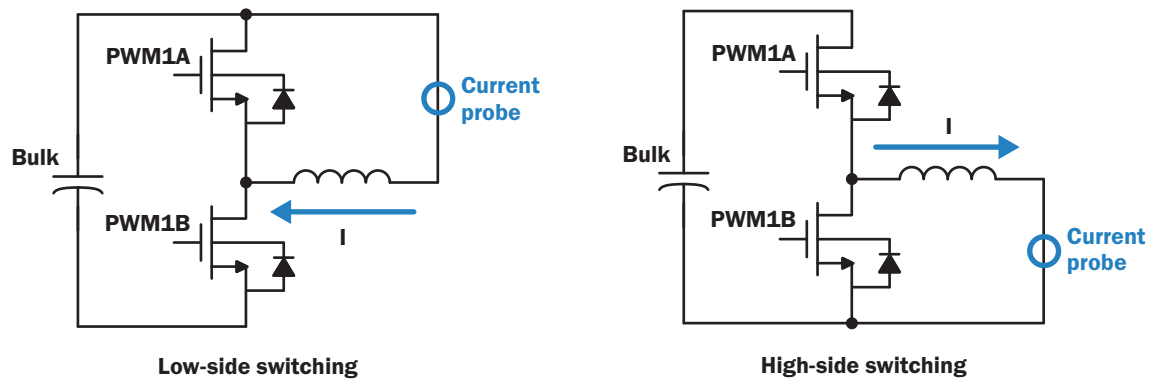 PWM1A
Current
probe
Bulk
PWM1B
I
Low-side switching
PWM1A
I
Bulk
PWM1B
Current
probe
High-side switching